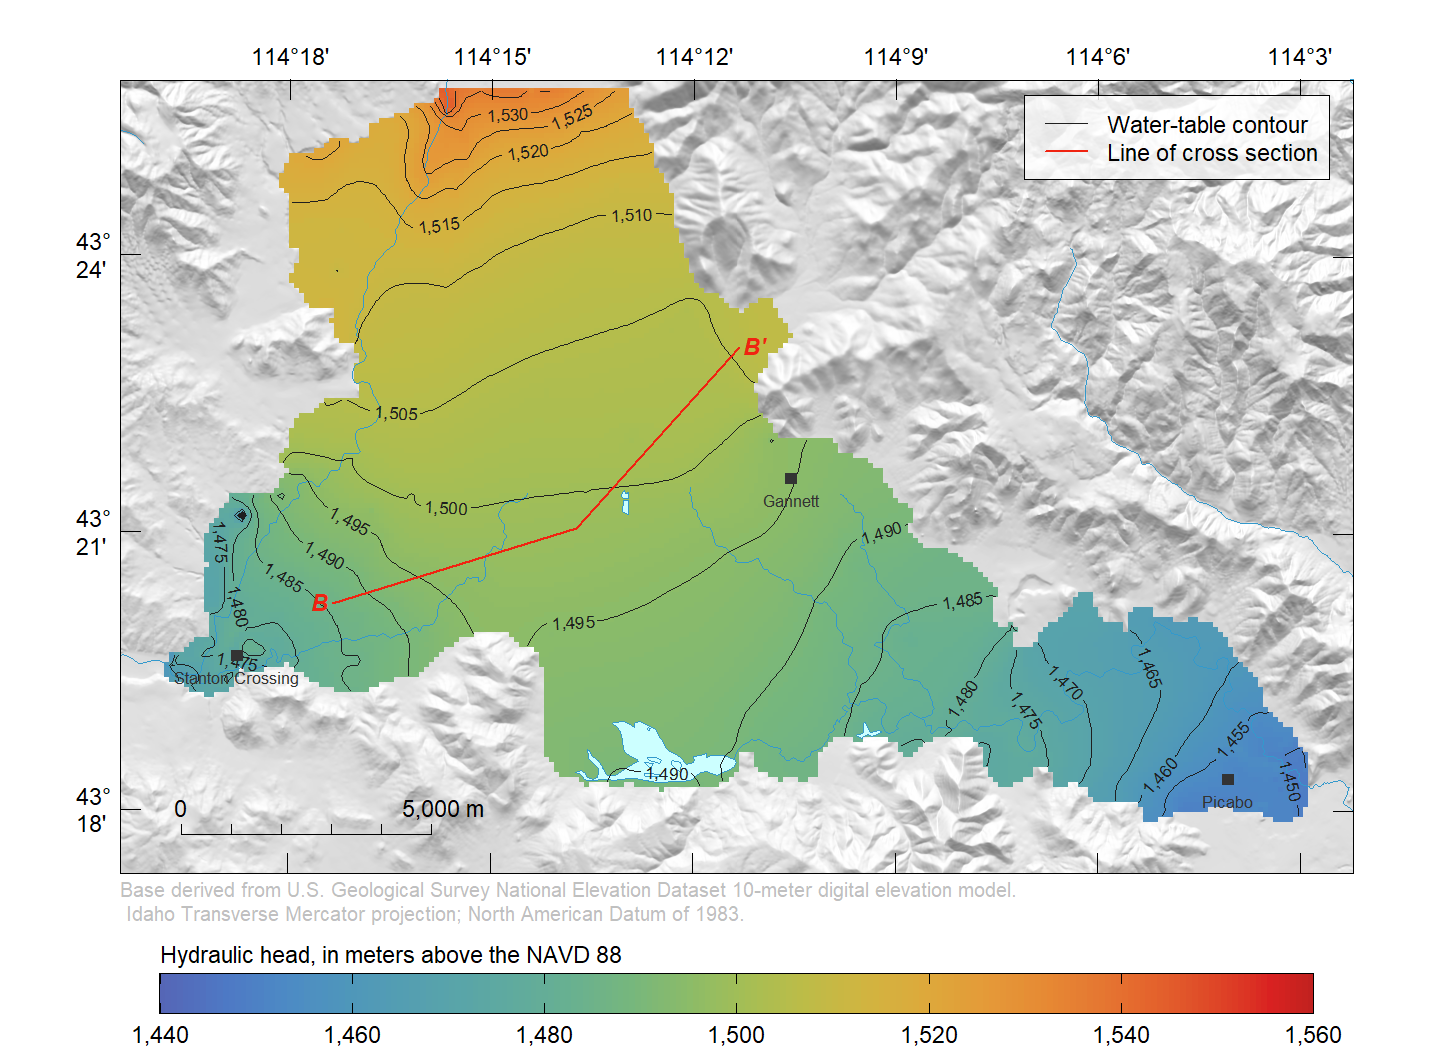 114°18' 114°15' 114°12' 114°9' 114°6' 114°3'
Water-table contour
Line of cross section
1,530
1,525
1,520
1,515
1,510
43°
24'
B'
1,505
1,500
Gannett
43°
21'
1,495
1,490
1,475
1,490
1,485
1,480
B
1,485
1,495
1,475
Stanton Crossing
1,465
1,470
1,480
1,475
1,455
1,490
1,460
1,450
Picabo
43°
18'
0 5,000 m
Base derived from U.S. Geological Survey National Elevation Dataset 10-meter digital elevation model.
Idaho Transverse Mercator projection; North American Datum of 1983.
Hydraulic head, in meters above the NAVD 88
1,440 1,460 1,480 1,500 1,520 1,540 1,560